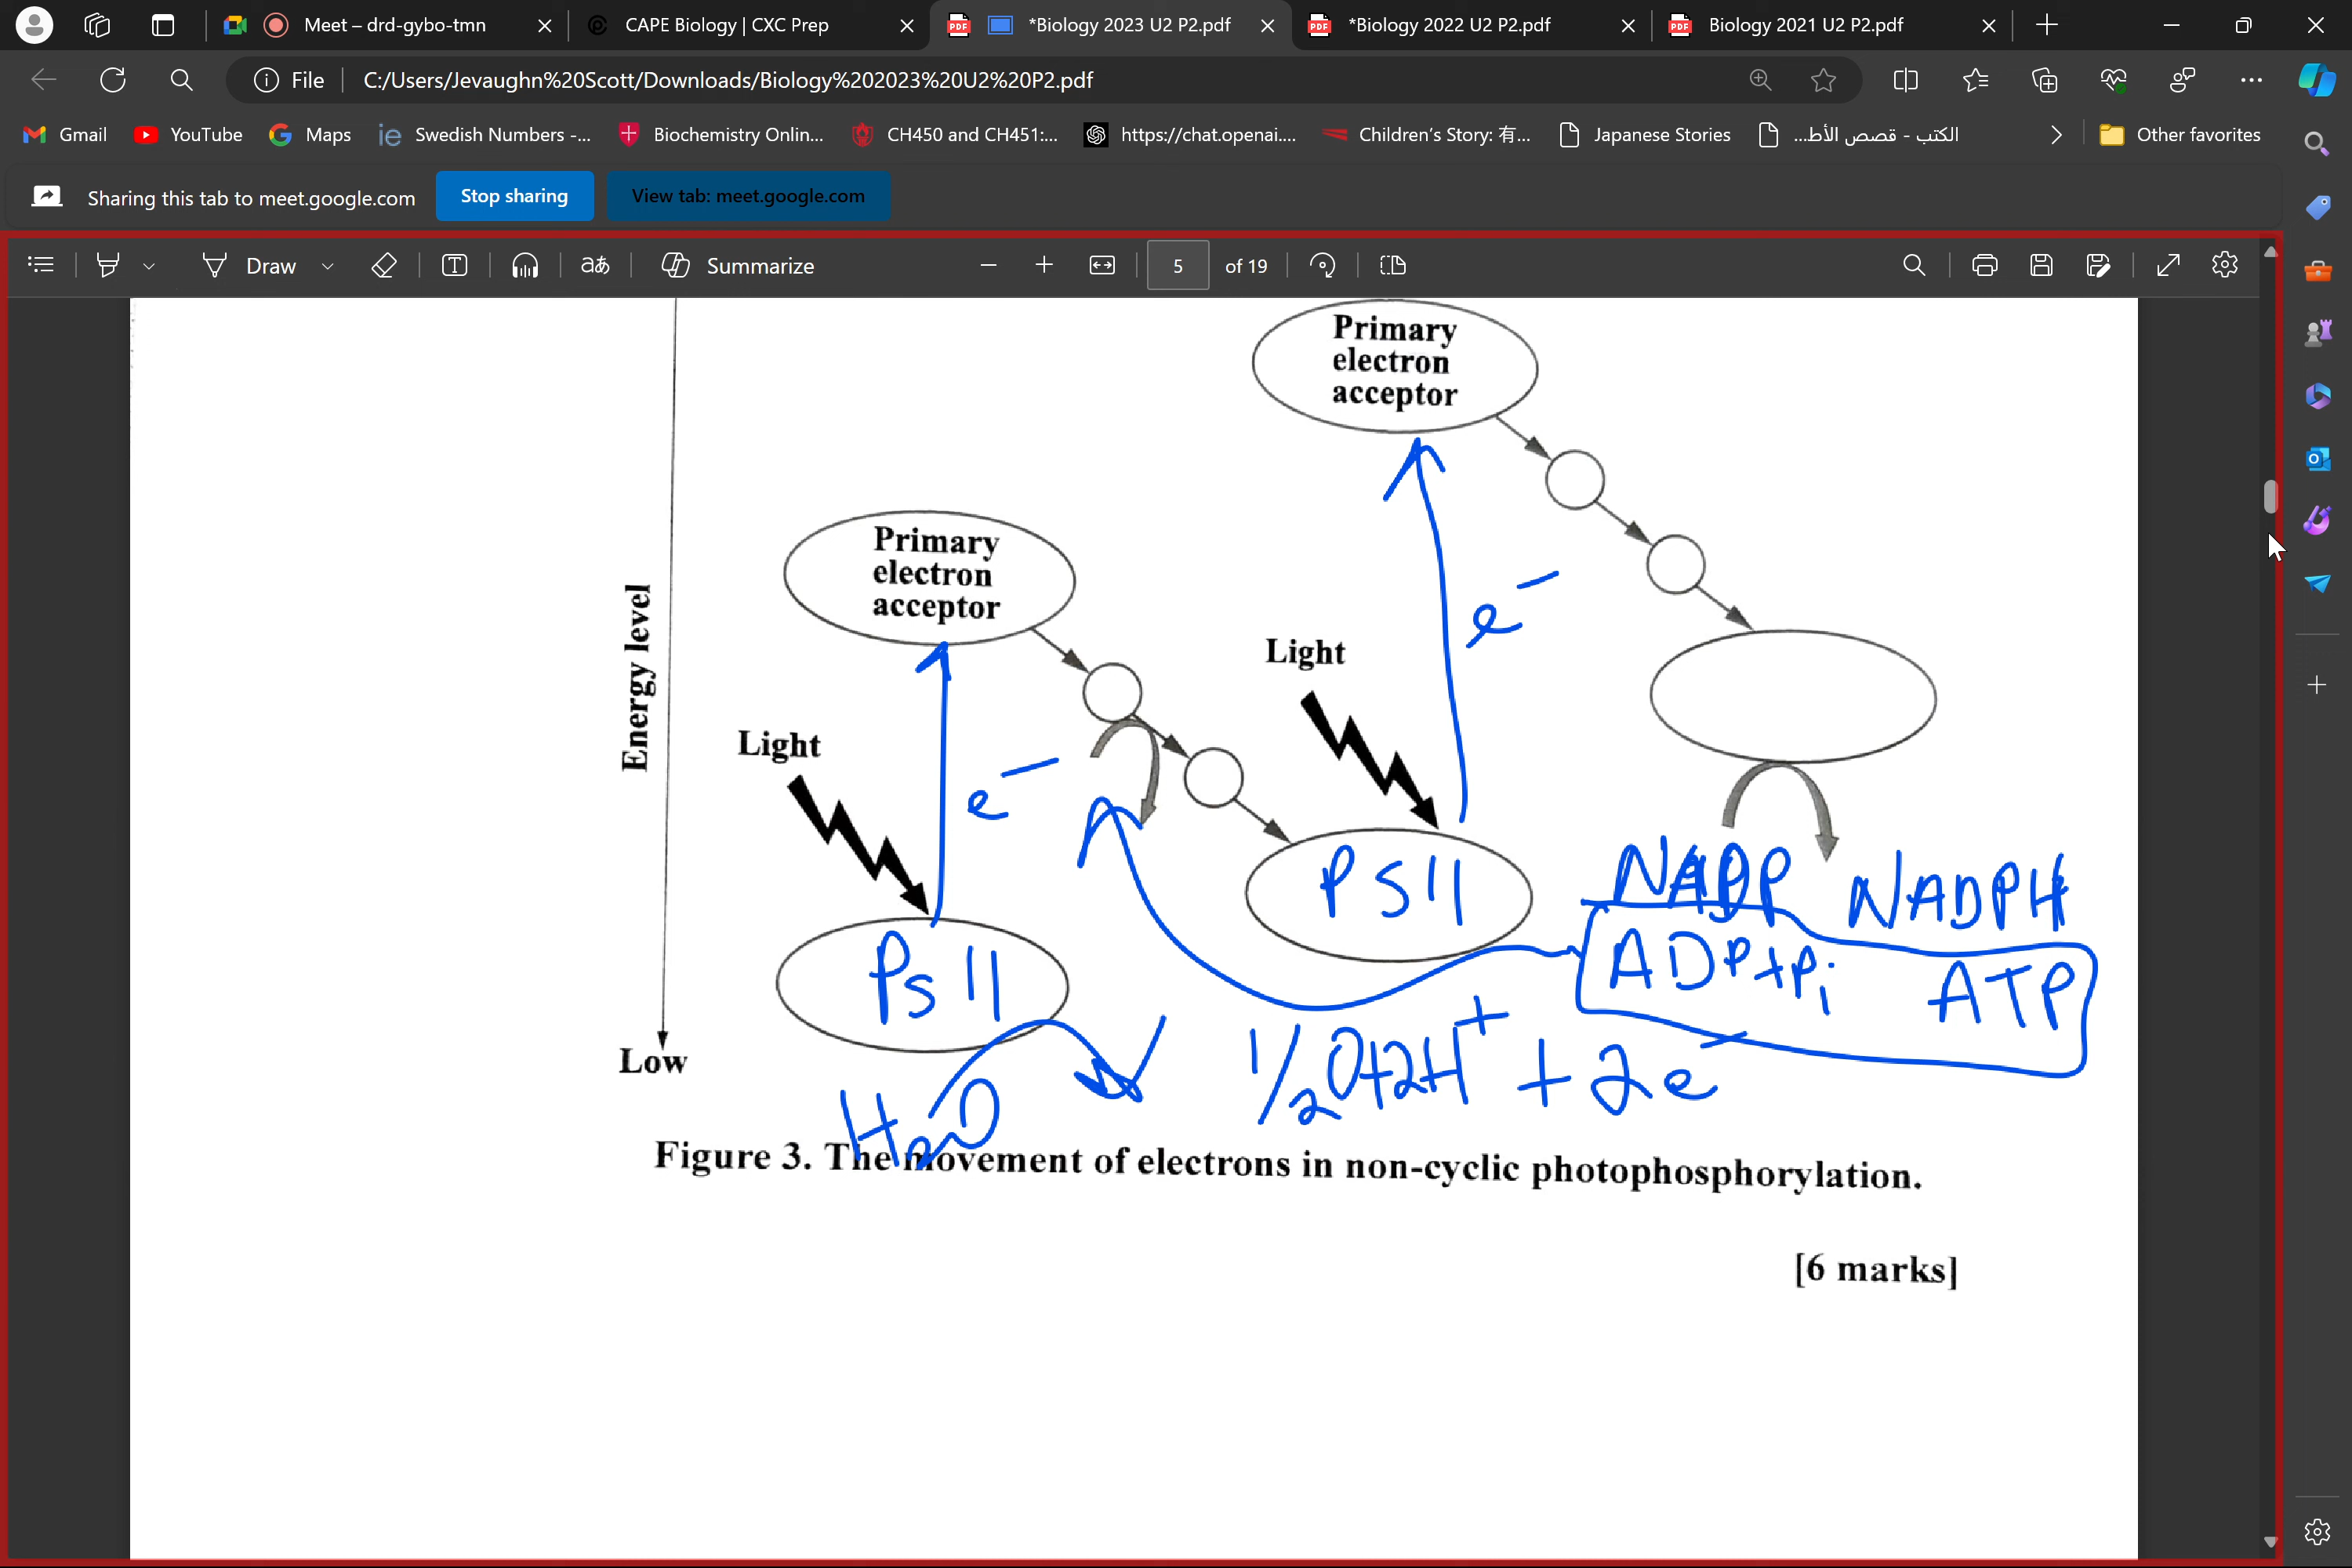 Meet – drd-gybo-tmn
CAPE Biology | CXC Prep
*Biology 2023 U2 P2.pdf
*Biology 2022 U2 P2.pdf
Biology 2021 U2 P2.pdf
File
C:/Users/Jevaughn%20Scott/Downloads/Biology%202023%20U2%20P2.pdf
Gmail
YouTube
Maps
Swedish Numbers -...
Biochemistry Onlin...
CH450 and CH451:...
https://chat.openai....
Children's Story: 有...
Japanese Stories
الكتب - قصص الأط...
Other favorites
Sharing this tab to meet.google.com
Stop sharing
View tab: meet.google.com
Draw
aあ
Summarize
5 of 19
Primary
electron
acceptor
Primary
electron
acceptor
Energy level
e⁻
Light
Light
e⁻
PS II
NADP NADPH
PS II
ADP+Pi ATP
Low
H2O
1/2O+2H⁺ + 2e⁻
Figure 3. The movement of electrons in non-cyclic photophosphorylation.
[6 marks]